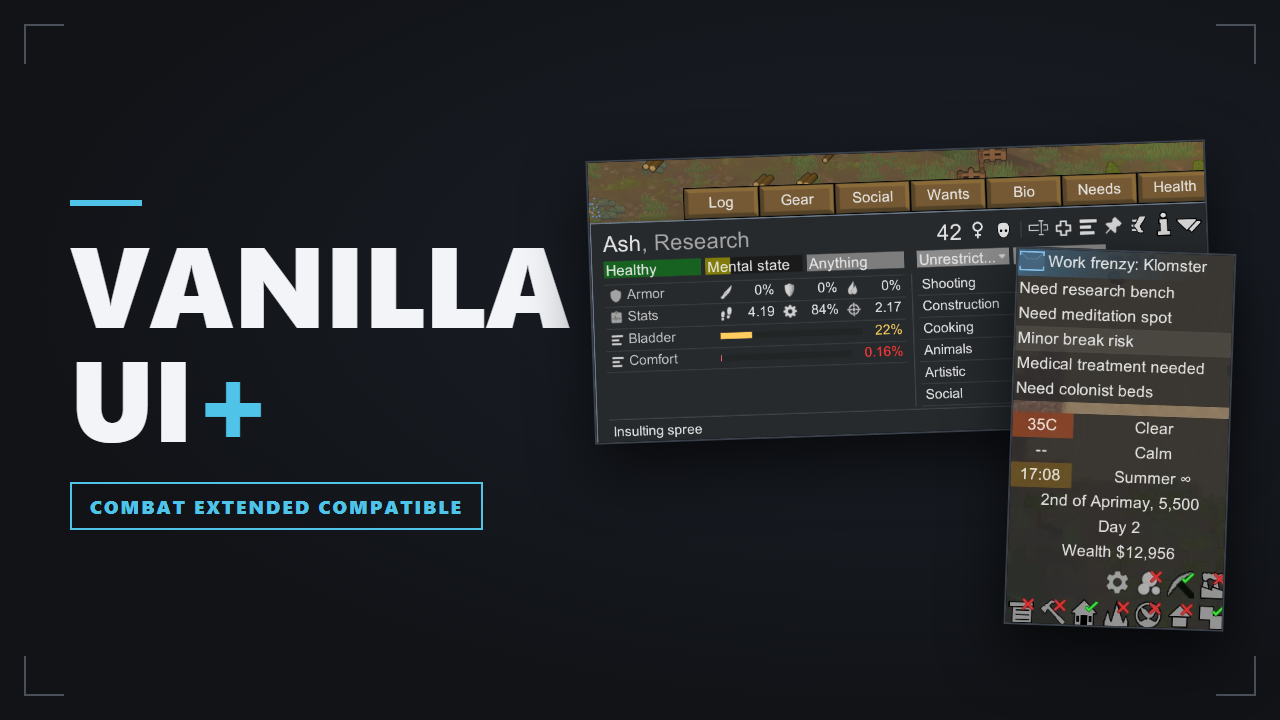 VANILLA
UI+
COMBAT EXTENDED COMPATIBLE
Log Gear Social Wants Bio Needs Health
Ash, Research 42
Healthy Mental state Anything Unrestrict...
Armor 0% 0% 0%
Stats 4.19 84% 2.17
Bladder 22%
Comfort 0.16%
Insulting spree
Shooting
Construction
Cooking
Animals
Artistic
Social
Work frenzy: Klomster
Need research bench
Need meditation spot
Minor break risk
Medical treatment needed
Need colonist beds
35C Clear
-- Calm
17:08 Summer ∞
2nd of Aprimay, 5,500
Day 2
Wealth $12,956